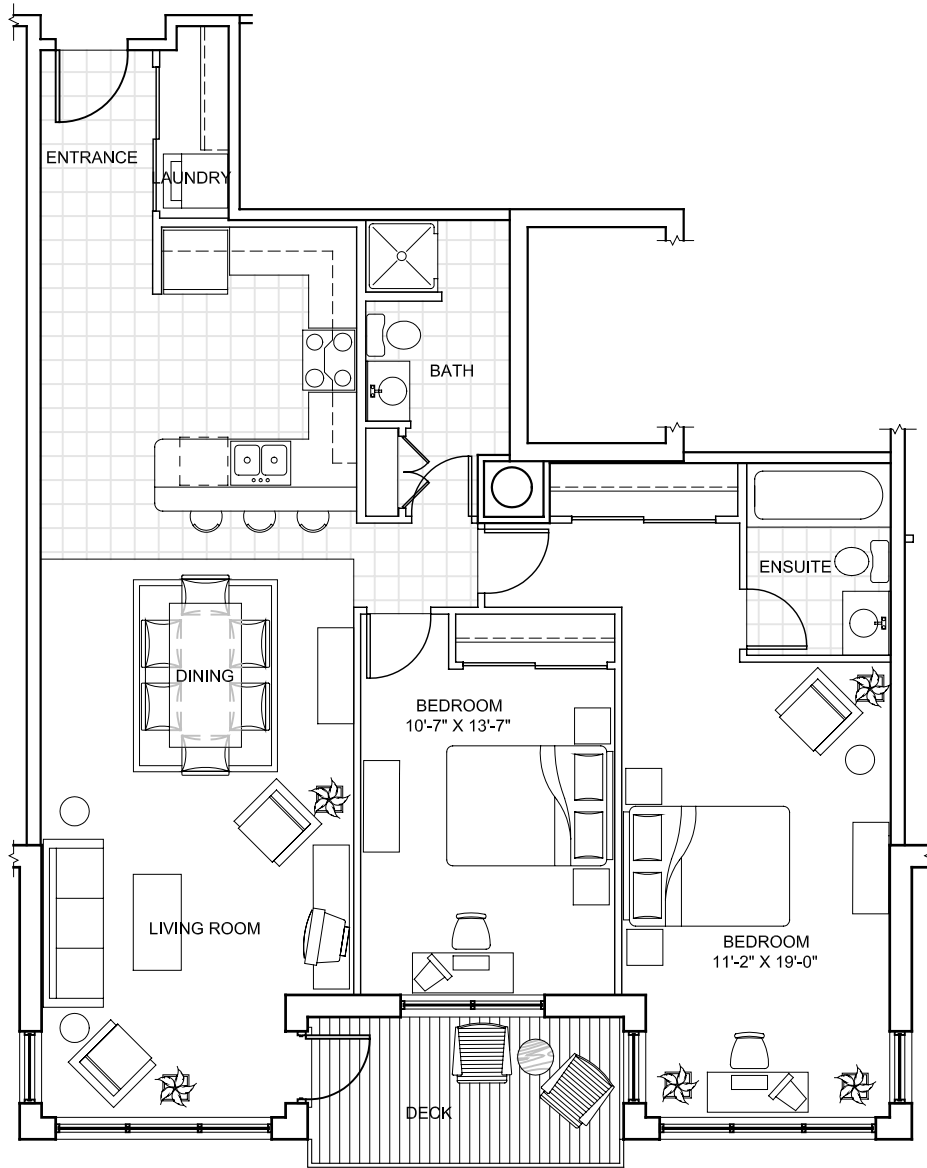 ENTRANCE
LAUNDRY
BATH
ENSUITE
DINING
BEDROOM
10'-7" X 13'-7"
LIVING ROOM
BEDROOM
11'-2" X 19'-0"
DECK